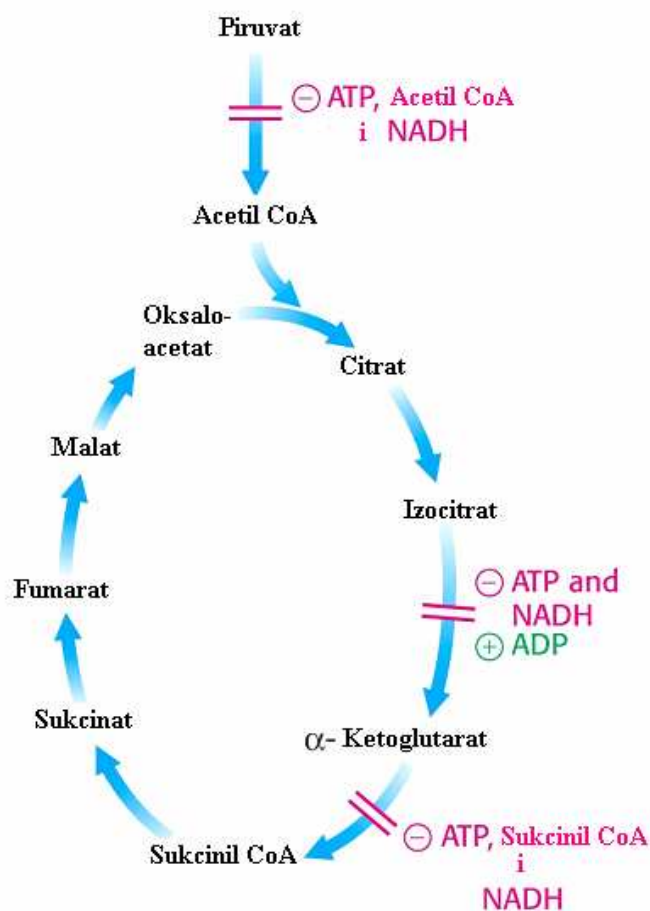 Piruvat
⊖ ATP, Acetil CoA
i NADH
Acetil CoA
Oksalo-
acetat
Citrat
Malat
Izocitrat
⊖ ATP and
NADH
⊕ ADP
Fumarat
Sukcinat
α- Ketoglutarat
⊖ ATP, Sukcinil CoA
i
NADH
Sukcinil CoA